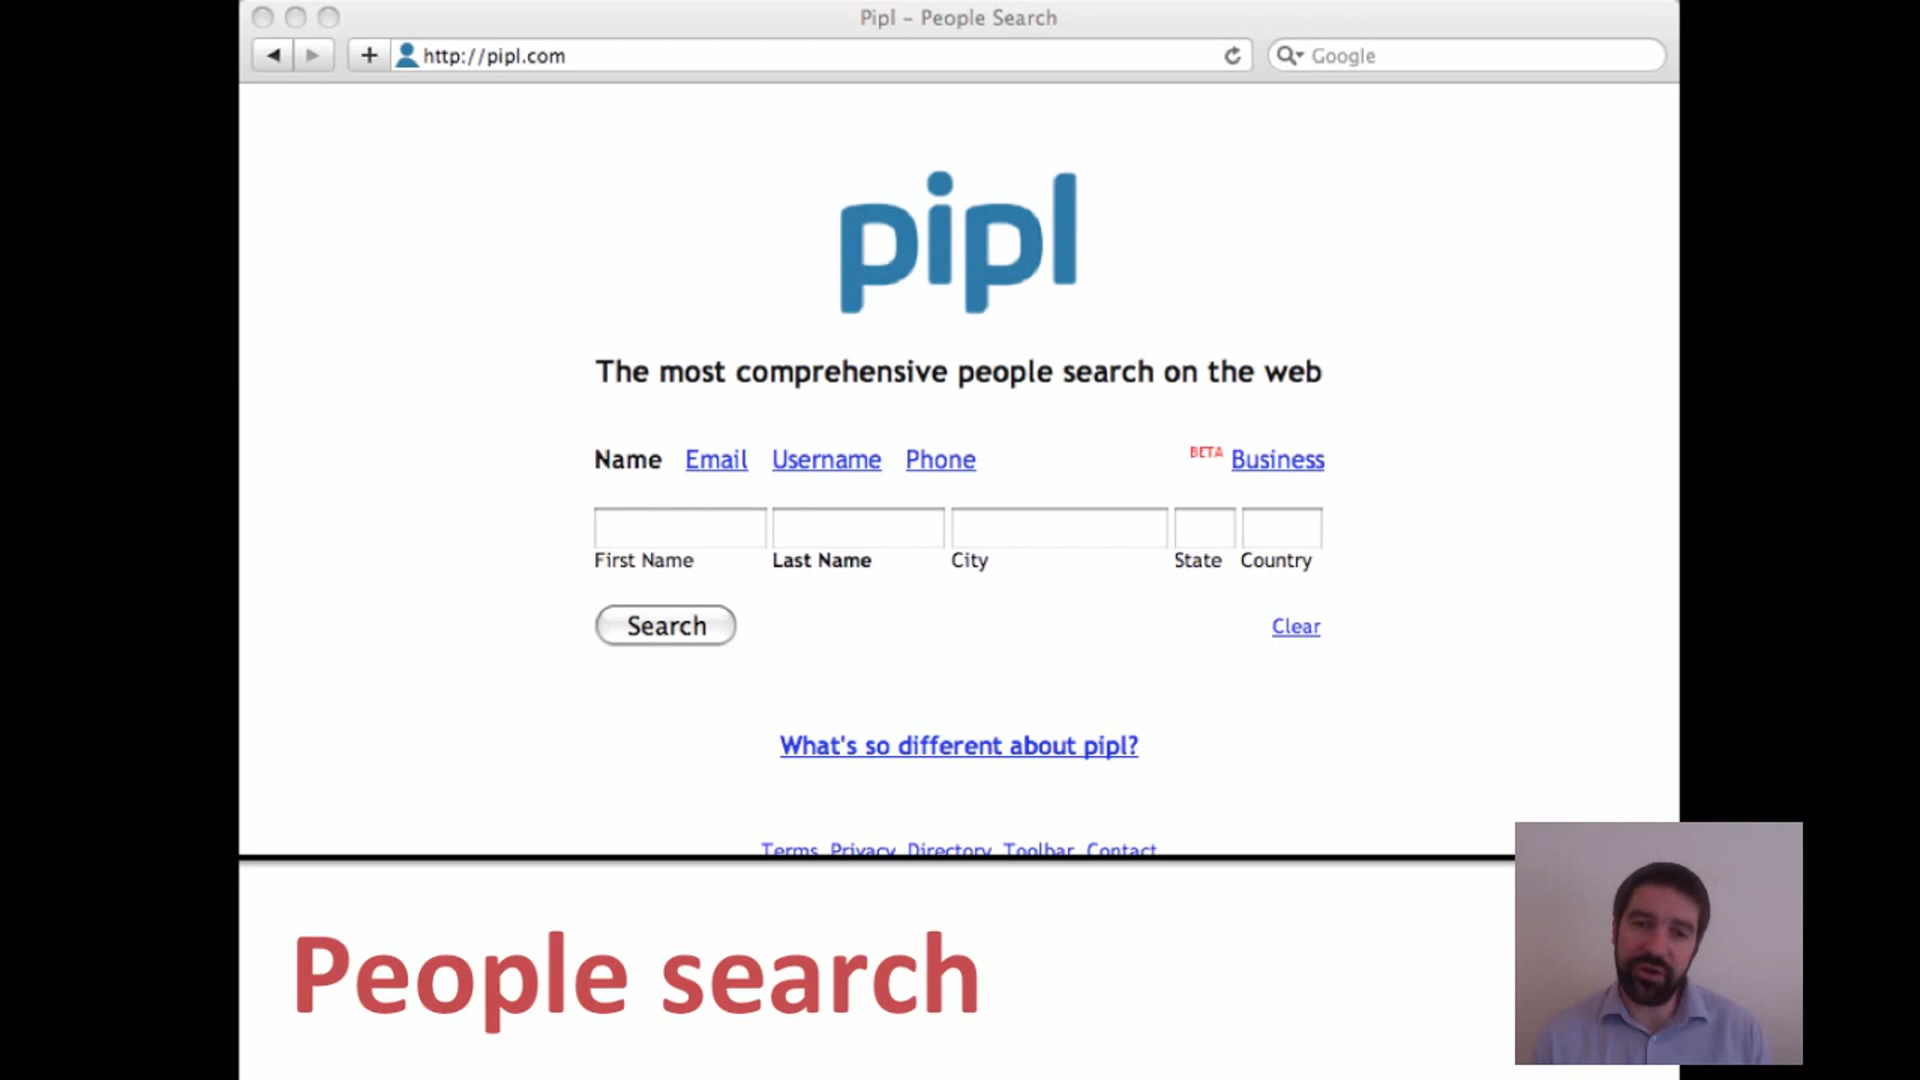 Pipl – People Search
http://pipl.com
Google
pipl
The most comprehensive people search on the web
Name Email Username Phone BETA Business
First Name Last Name City State Country
Search Clear
What's so different about pipl?
Terms Privacy Directory Toolbar Contact
People search